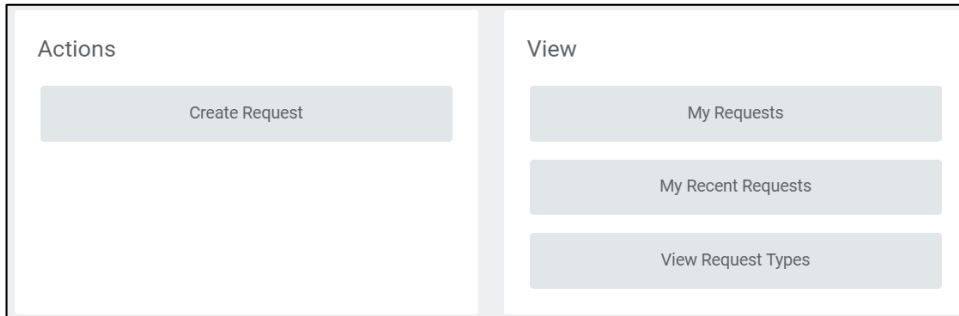 Actions
Create Request
View
My Requests
My Recent Requests
View Request Types